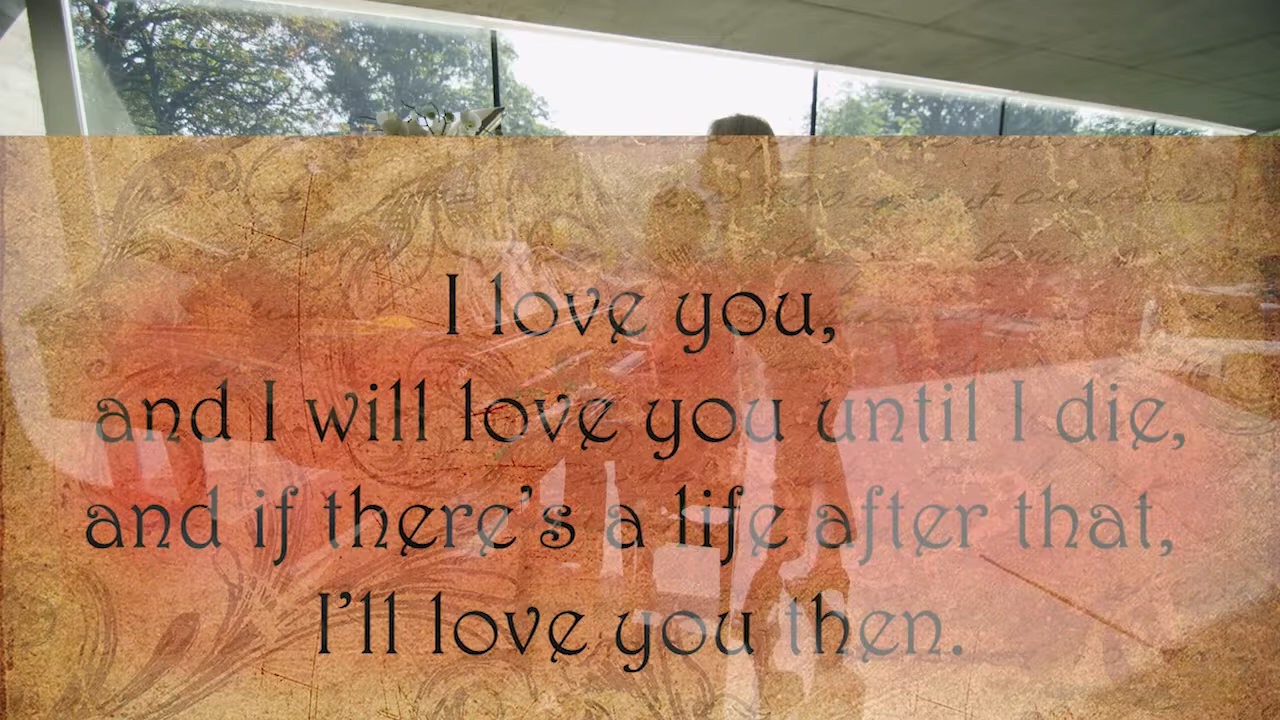 I love you,
and I will love you until I die,
and if there's a life after that,
I'll love you then.